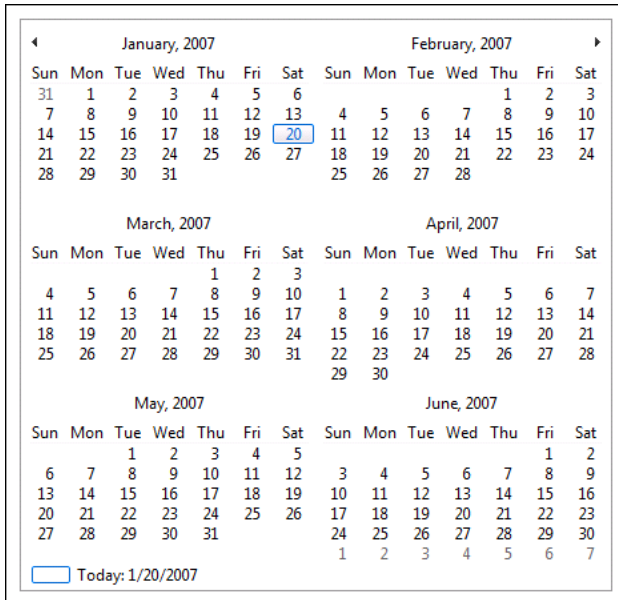 January, 2007
Sun Mon Tue Wed Thu Fri Sat
31 1 2 3 4 5 6
7 8 9 10 11 12 13
14 15 16 17 18 19 20
21 22 23 24 25 26 27
28 29 30 31
February, 2007
Sun Mon Tue Wed Thu Fri Sat
1 2 3
4 5 6 7 8 9 10
11 12 13 14 15 16 17
18 19 20 21 22 23 24
25 26 27 28
March, 2007
Sun Mon Tue Wed Thu Fri Sat
1 2 3
4 5 6 7 8 9 10
11 12 13 14 15 16 17
18 19 20 21 22 23 24
25 26 27 28 29 30 31
April, 2007
Sun Mon Tue Wed Thu Fri Sat
1 2 3 4 5 6 7
8 9 10 11 12 13 14
15 16 17 18 19 20 21
22 23 24 25 26 27 28
29 30
May, 2007
Sun Mon Tue Wed Thu Fri Sat
1 2 3 4 5
6 7 8 9 10 11 12
13 14 15 16 17 18 19
20 21 22 23 24 25 26
27 28 29 30 31
June, 2007
Sun Mon Tue Wed Thu Fri Sat
1 2
3 4 5 6 7 8 9
10 11 12 13 14 15 16
17 18 19 20 21 22 23
24 25 26 27 28 29 30
1 2 3 4 5 6 7
Today: 1/20/2007